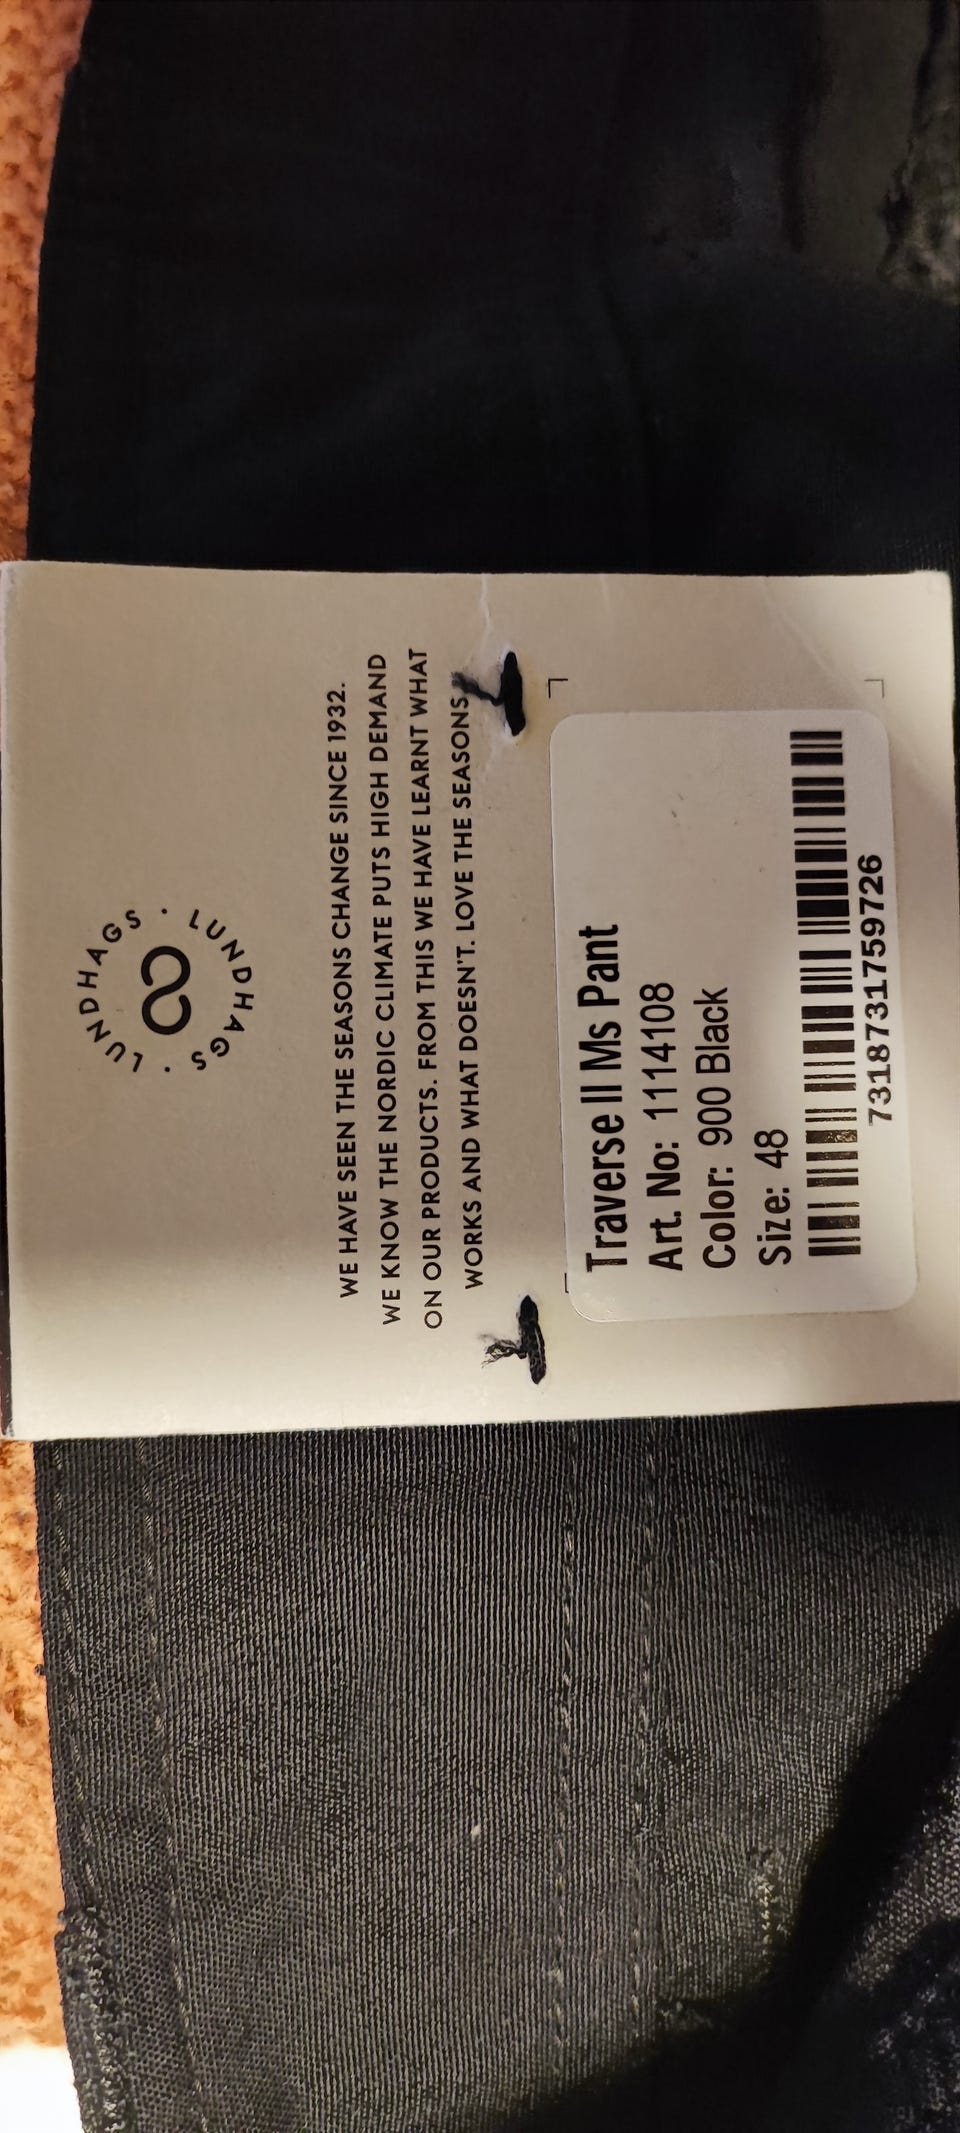 LUNDHAGS · LUNDHAGS ·
WE HAVE SEEN THE SEASONS CHANGE SINCE 1932.
WE KNOW THE NORDIC CLIMATE PUTS HIGH DEMAND
ON OUR PRODUCTS. FROM THIS WE HAVE LEARNT WHAT
WORKS AND WHAT DOESN'T. LOVE THE SEASONS
Traverse II Ms Pant
Art. No: 1114108
Color: 900 Black
Size: 48
7318731759726